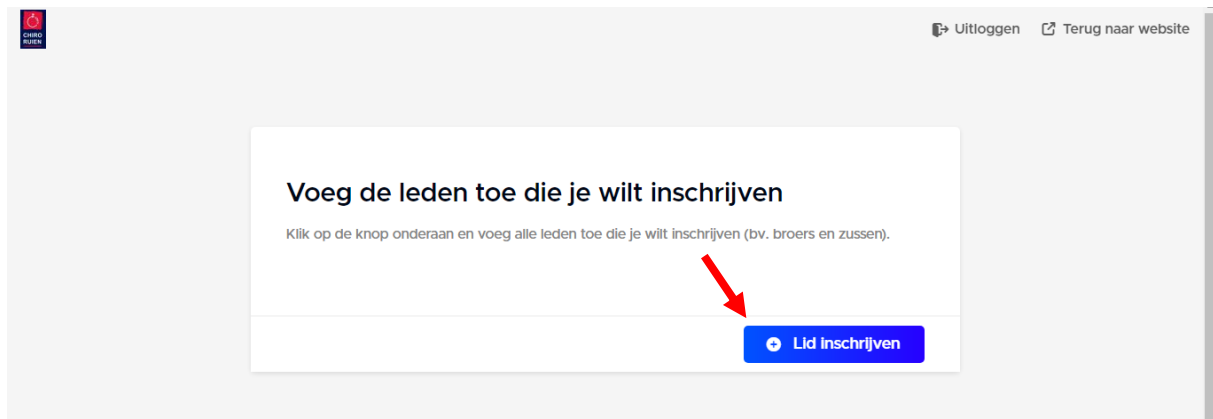 CHIRO
RUIEN
Uitloggen
Terug naar website
Voeg de leden toe die je wilt inschrijven
Klik op de knop onderaan en voeg alle leden toe die je wilt inschrijven (bv. broers en zussen).
Lid inschrijven